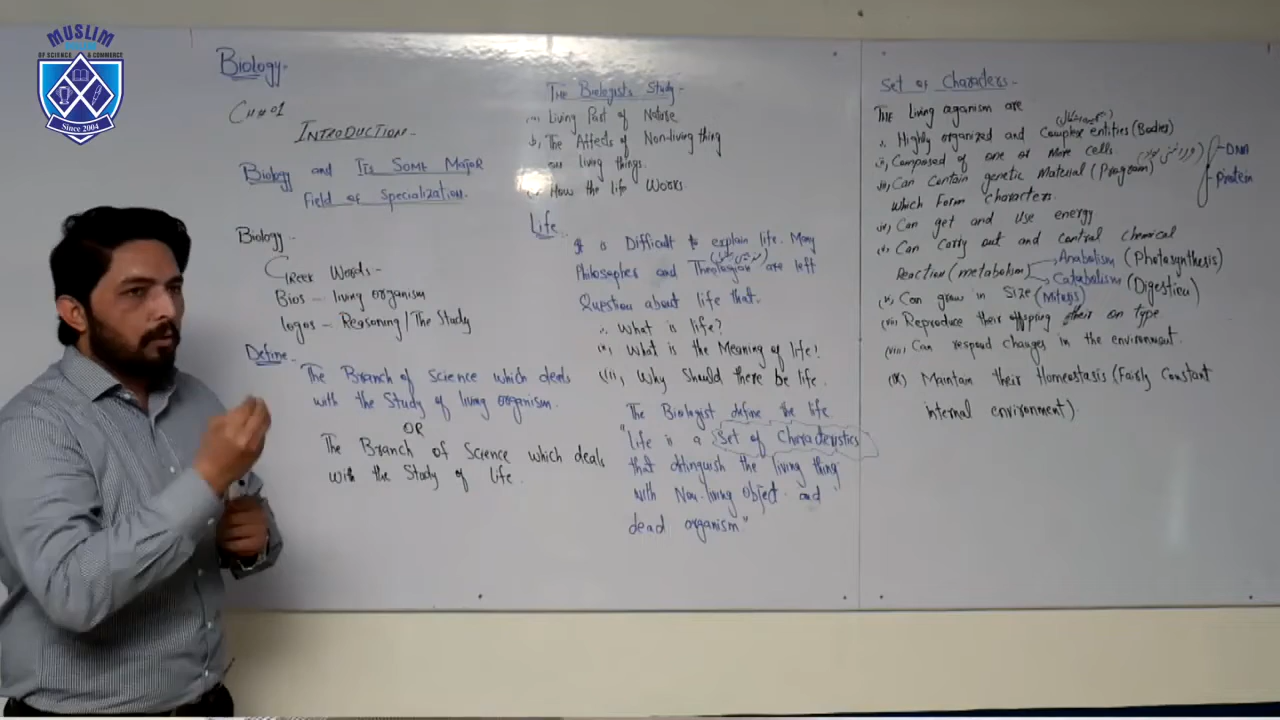 MUSLIM
OF SCIENCE & COMMERCE
Since 2004
Biology-
CH#01
INTRODUCTION-
Biology and Its Some Major
Field of Specialization.
Biology-
Greek Words-
Bios - living organism
logos - Reasoning/The Study
Define-
The Branch of Science which deals
with the Study of living organism.
OR
The Branch of Science which deals
with the Study of life.
The Biologists Study-
Living Part of Nature
The Affects of Non-living thing
on living things.
How the life Works
Life-
It is Difficult to explain life. Many
Philosopher and Theologian are left
Question about life that.
What is life?
What is the Meaning of life?
(iii) Why Should there be life.
The Biologist define the life
"Life is a Set of Characteristics
that distinguish the living thing
with Non-living Object and
dead organism"
Set of Characters-
The living organism are
Highly organized and Complex entities (Bodies)
Composed of one or More cells
Can Contain genetic Material (Program)
DNA
Protein
Which Form characters.
Can get and Use energy
Can Carry out and control chemical
Reaction (metabolism)
Anabolism (Photosynthesis)
Catabolism (Digestion)
Can grow in Size (Mitosis)
(vii) Reproduce their offspring their on type
(viii) Can respond changes in the environment.
(ix) Maintain their Homeostasis (Fairly Constant
internal environment).